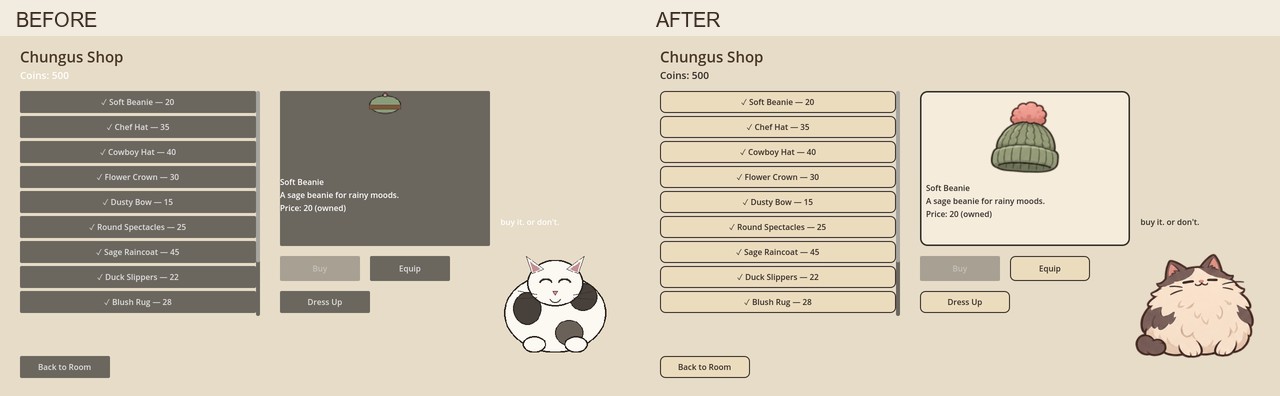 BEFORE
Chungus Shop
Coins: 500
✓ Soft Beanie — 20
✓ Chef Hat — 35
✓ Cowboy Hat — 40
✓ Flower Crown — 30
✓ Dusty Bow — 15
✓ Round Spectacles — 25
✓ Sage Raincoat — 45
✓ Duck Slippers — 22
✓ Blush Rug — 28
Soft Beanie
A sage beanie for rainy moods.
Price: 20 (owned)
buy it. or don't.
Buy
Equip
Dress Up
Back to Room
AFTER
Chungus Shop
Coins: 500
✓ Soft Beanie — 20
✓ Chef Hat — 35
✓ Cowboy Hat — 40
✓ Flower Crown — 30
✓ Dusty Bow — 15
✓ Round Spectacles — 25
✓ Sage Raincoat — 45
✓ Duck Slippers — 22
✓ Blush Rug — 28
Soft Beanie
A sage beanie for rainy moods.
Price: 20 (owned)
buy it. or don't.
Buy
Equip
Dress Up
Back to Room